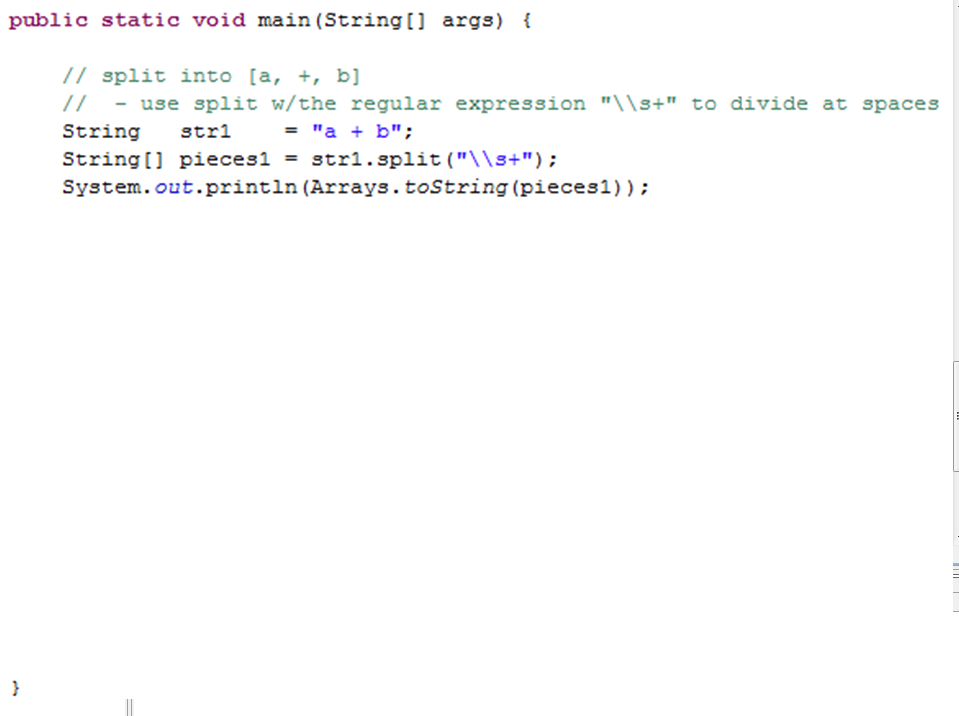 public static void main(String[] args) {
// split into [a, +, b]
//  - use split w/the regular expression "\\s+" to divide at spaces
String   str1    = "a + b";
String[] pieces1 = str1.split("\\s+");
System.out.println(Arrays.toString(pieces1));
}